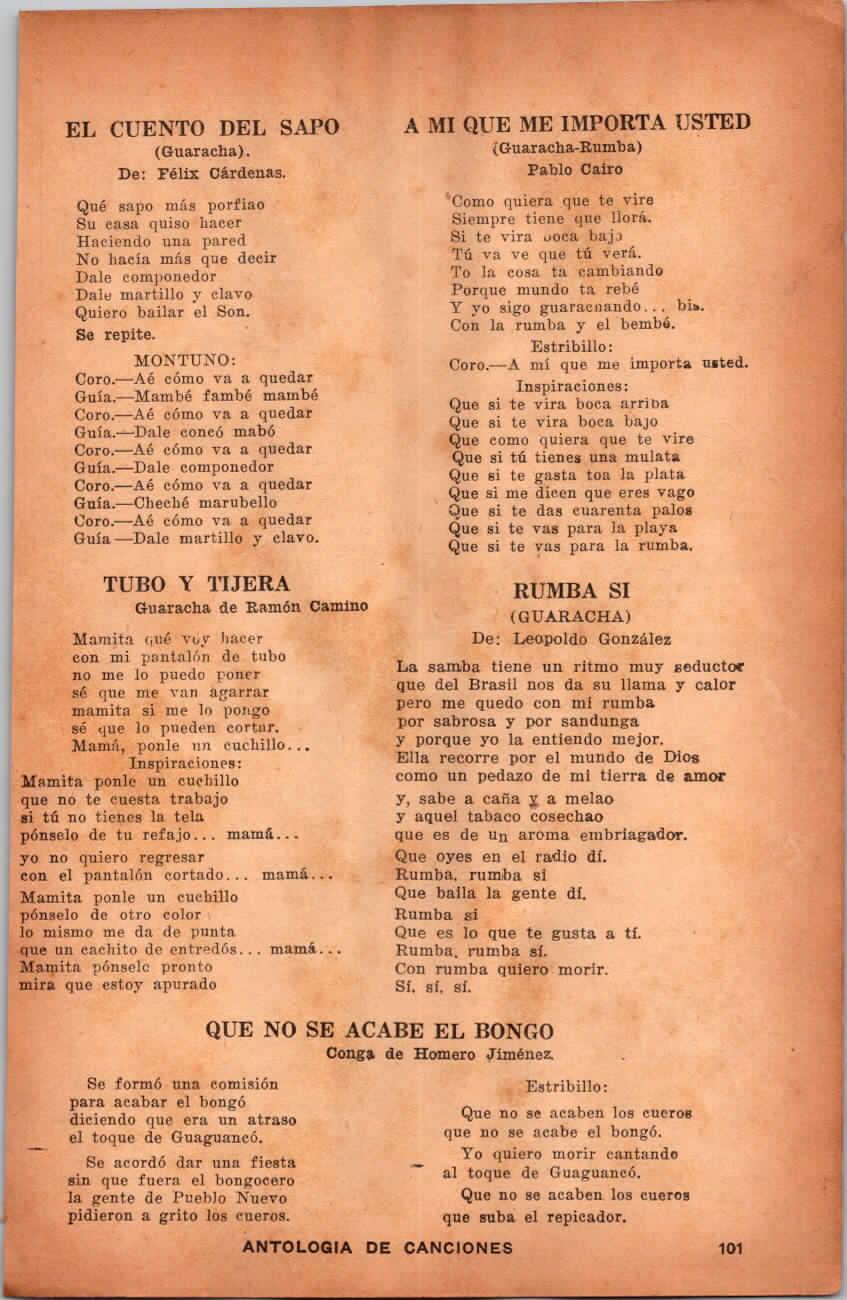 EL CUENTO DEL SAPO
(Guaracha).
De: Félix Cárdenas.
Qué sapo más porfiao
Su casa quiso hacer
Haciendo una pared
No hacía más que decir
Dale componedor
Dale martillo y clavo
Quiero bailar el Son.
Se repite.
MONTUNO:
Coro.—Aé cómo va a quedar
Guía.—Mambé fambé mambé
Coro.—Aé cómo va a quedar
Guía.—Dale concó mabó
Coro.—Aé cómo va a quedar
Guía.—Dale componedor
Coro.—Aé cómo va a quedar
Guía.—Cheché marubello
Coro.—Aé cómo va a quedar
Guía—Dale martillo y clavo.
TUBO Y TIJERA
Guaracha de Ramón Camino
Mamita qué voy hacer
con mi pantalón de tubo
no me lo puedo poner
sé que me van agarrar
mamita si me lo pongo
sé que lo pueden cortar.
Mamá, ponle un cuchillo...
Inspiraciones:
Mamita ponle un cuchillo
que no te cuesta trabajo
si tú no tienes la tela
pónselo de tu refajo... mamá...
yo no quiero regresar
con el pantalón cortado... mamá...
Mamita ponle un cuchillo
pónselo de otro color
lo mismo me da de punta
que un cachito de entredós... mamá...
Mamita pónselo pronto
mira que estoy apurado
A MI QUE ME IMPORTA USTED
(Guaracha-Rumba)
Pablo Cairo
Como quiera que te vire
Siempre tiene que llorá.
Si te vira boca bajo
Tú va ve que tú verá.
To la cosa ta cambiando
Porque mundo ta rebé
Y yo sigo guarachando... bis.
Con la rumba y el bembé.
Estribillo:
Coro.—A mí que me importa usted.
Inspiraciones:
Que si te vira boca arriba
Que si te vira boca bajo
Que como quiera que te vire
Que si tú tienes una mulata
Que si te gasta toa la plata
Que si me dicen que eres vago
Que si te das cuarenta palos
Que si te vas para la playa
Que si te vas para la rumba.
RUMBA SI
(GUARACHA)
De: Leopoldo González
La samba tiene un ritmo muy seductor
que del Brasil nos da su llama y calor
pero me quedo con mi rumba
por sabrosa y por sandunga
y porque yo la entiendo mejor.
Ella recorre por el mundo de Dios
como un pedazo de mi tierra de amor
y, sabe a caña y a melao
y aquel tabaco cosechao
que es de un aroma embriagador.
Que oyes en el radio dí.
Rumba, rumba si
Que baila la gente dí.
Rumba si
Que es lo que te gusta a tí.
Rumba, rumba sí.
Con rumba quiero morir.
Sí, sí, sí.
QUE NO SE ACABE EL BONGO
Conga de Homero Jiménez.
Se formó una comisión
para acabar el bongó
diciendo que era un atraso
el toque de Guaguancó.
Se acordó dar una fiesta
sin que fuera el bongocero
la gente de Pueblo Nuevo
pidieron a grito los cueros.
Estribillo:
Que no se acaben los cueros
que no se acabe el bongó.
Yo quiero morir cantando
al toque de Guaguancó.
Que no se acaben los cueros
que suba el repicador.
ANTOLOGIA DE CANCIONES 101